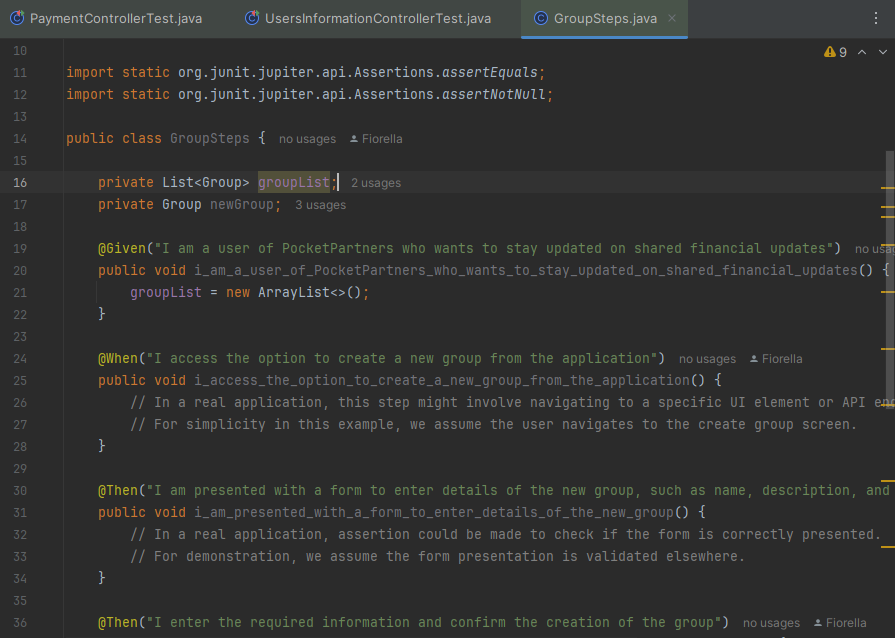 PaymentControllerTest.java UsersInformationControllerTest.java GroupSteps.java
10 9
11 import static org.junit.jupiter.api.Assertions.assertEquals;
12 import static org.junit.jupiter.api.Assertions.assertNotNull;
13
14 public class GroupSteps { no usages Fiorella
15
16 private List<Group> groupList; 2 usages
17 private Group newGroup; 3 usages
18
19 @Given("I am a user of PocketPartners who wants to stay updated on shared financial updates") no usa
20 public void i_am_a_user_of_PocketPartners_who_wants_to_stay_updated_on_shared_financial_updates() {
21 groupList = new ArrayList<>();
22 }
23
24 @When("I access the option to create a new group from the application") no usages Fiorella
25 public void i_access_the_option_to_create_a_new_group_from_the_application() {
26 // In a real application, this step might involve navigating to a specific UI element or API en
27 // For simplicity in this example, we assume the user navigates to the create group screen.
28 }
29
30 @Then("I am presented with a form to enter details of the new group, such as name, description, and
31 public void i_am_presented_with_a_form_to_enter_details_of_the_new_group() {
32 // In a real application, assertion could be made to check if the form is correctly presented.
33 // For demonstration, we assume the form presentation is validated elsewhere.
34 }
35
36 @Then("I enter the required information and confirm the creation of the group") no usages Fiorella